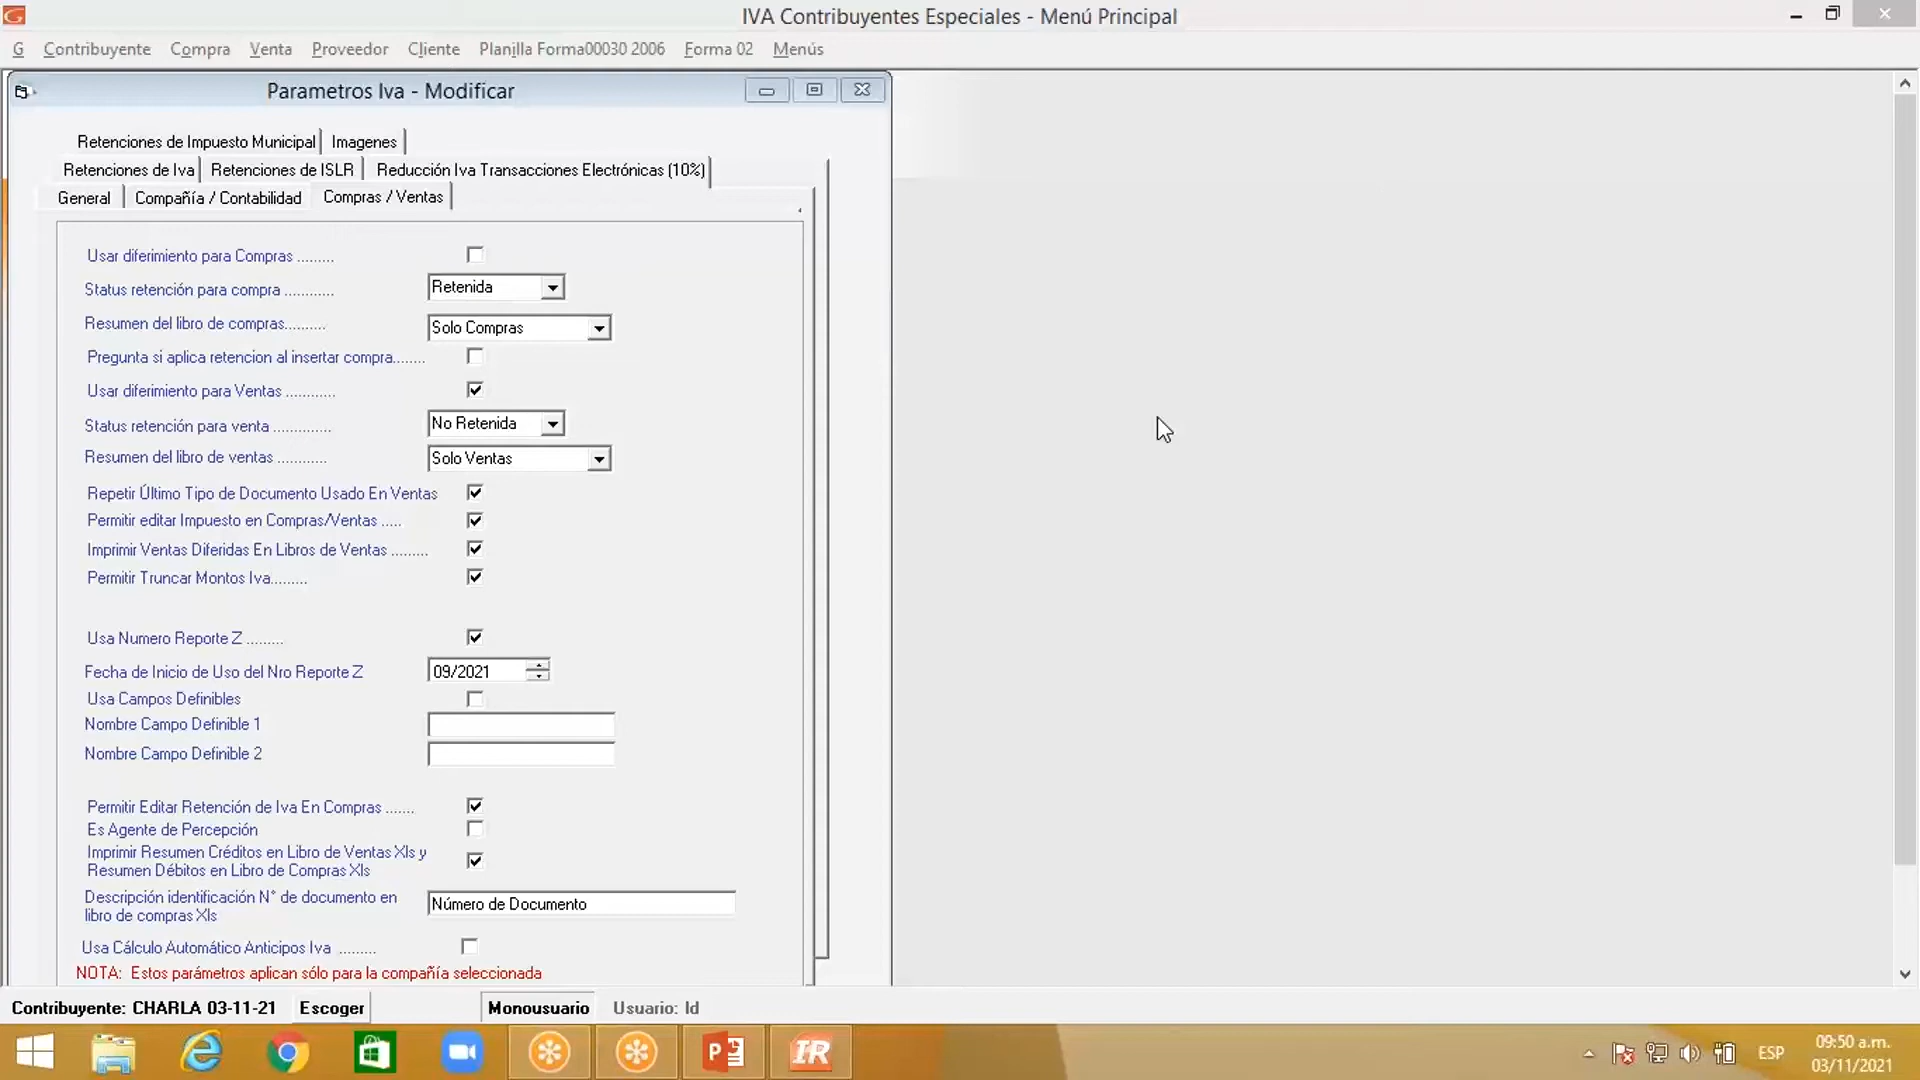 IVA Contribuyentes Especiales - Menú Principal
G Contribuyente Compra Venta Proveedor Cliente Planilla Forma00030 2006 Forma 02 Menús
Parametros Iva - Modificar
Retenciones de Impuesto Municipal Imagenes
Retenciones de Iva Retenciones de ISLR Reducción Iva Transacciones Electrónicas (10%)
General Compañía / Contabilidad Compras / Ventas
Usar diferimiento para Compras .........
Status retención para compra ............ Retenida
Resumen del libro de compras.......... Solo Compras
Pregunta si aplica retencion al insertar compra........
Usar diferimiento para Ventas ............
Status retención para venta ............. No Retenida
Resumen del libro de ventas ............ Solo Ventas
Repetir Último Tipo de Documento Usado En Ventas
Permitir editar Impuesto en Compras/Ventas .....
Imprimir Ventas Diferidas En Libros de Ventas .........
Permitir Truncar Montos Iva.........
Usa Numero Reporte Z .........
Fecha de Inicio de Uso del Nro Reporte Z 09/2021
Usa Campos Definibles
Nombre Campo Definible 1
Nombre Campo Definible 2
Permitir Editar Retención de Iva En Compras .......
Es Agente de Percepción
Imprimir Resumen Créditos en Libro de Ventas Xls y
Resumen Débitos en Libro de Compras Xls
Descripción identificación N° de documento en
libro de compras Xls
Número de Documento
Usa Cálculo Automático Anticipos Iva .........
NOTA: Estos parámetros aplican sólo para la compañía seleccionada
Contribuyente: CHARLA 03-11-21 Escoger Monousuario Usuario: Id
P IR ESP
09:50 a.m.
03/11/2021